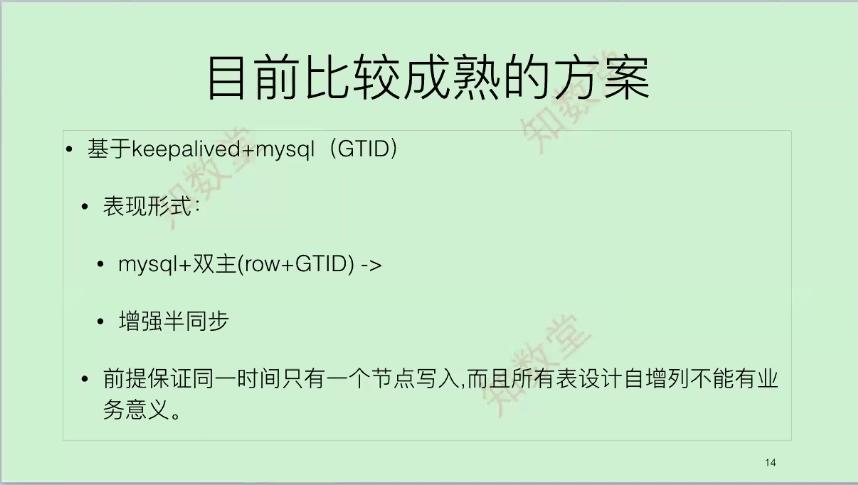 目前比较成熟的方案
• 基于keepalived+mysql（GTID）
• 表现形式：
• mysql+双主(row+GTID) ->
• 增强半同步
• 前提保证同一时间只有一个节点写入,而且所有表设计自增列不能有业
务意义。
知数堂
知数堂
知数堂
14